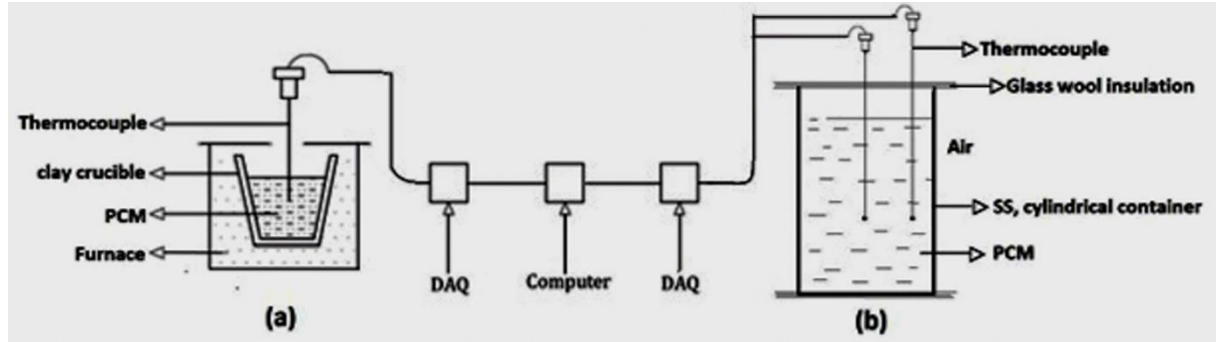 Thermocouple
clay crucible
PCM
Furnace
(a)
DAQ
Computer
DAQ
Thermocouple
Glass wool insulation
Air
SS, cylindrical container
PCM
(b)